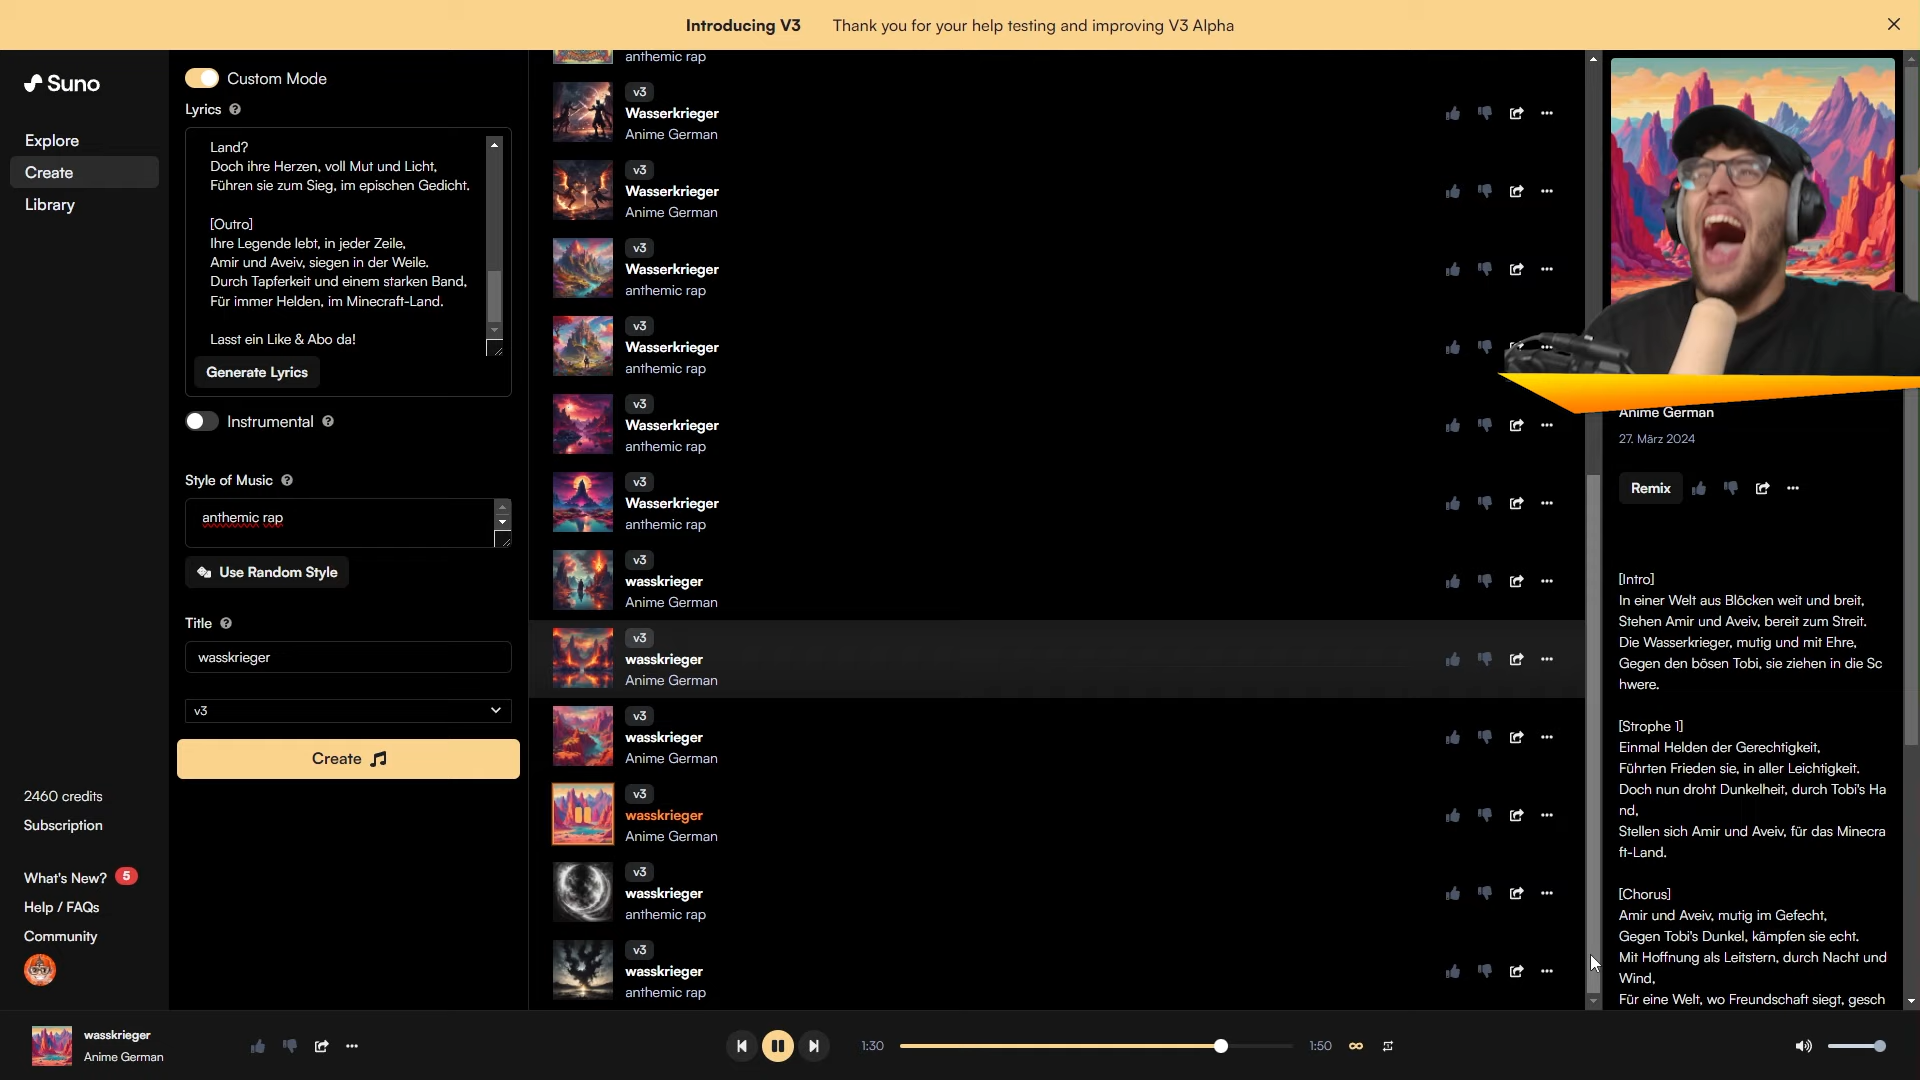 Introducing V3 Thank you for your help testing and improving V3 Alpha
Suno
Explore
Create
Library
2460 credits
Subscription
What's New? 5
Help / FAQs
Community
Custom Mode
Lyrics
Land?
Doch ihre Herzen, voll Mut und Licht,
Führen sie zum Sieg, im epischen Gedicht.
[Outro]
Ihre Legende lebt, in jeder Zeile,
Amir und Aveiv, siegen in der Weile.
Durch Tapferkeit und einem starken Band,
Für immer Helden, im Minecraft-Land.
Lasst ein Like & Abo da!
Generate Lyrics
Instrumental
Style of Music
anthemic rap
Use Random Style
Title
wasskrieger
v3
Create
anthemic rap
v3
Wasserkrieger
Anime German
v3
Wasserkrieger
Anime German
v3
Wasserkrieger
anthemic rap
v3
Wasserkrieger
anthemic rap
v3
Wasserkrieger
anthemic rap
v3
Wasserkrieger
anthemic rap
v3
wasskrieger
Anime German
v3
wasskrieger
Anime German
v3
wasskrieger
Anime German
v3
wasskrieger
Anime German
v3
wasskrieger
anthemic rap
v3
wasskrieger
anthemic rap
Anime German
27. März 2024
Remix
[Intro]
In einer Welt aus Blöcken weit und breit,
Stehen Amir und Aveiv, bereit zum Streit.
Die Wasserkrieger, mutig und mit Ehre,
Gegen den bösen Tobi, sie ziehen in die Sc
hwere.
[Strophe 1]
Einmal Helden der Gerechtigkeit,
Führten Frieden sie, in aller Leichtigkeit.
Doch nun droht Dunkelheit, durch Tobi's Ha
nd,
Stellen sich Amir und Aveiv, für das Minecra
ft-Land.
[Chorus]
Amir und Aveiv, mutig im Gefecht,
Gegen Tobi's Dunkel, kämpfen sie echt.
Mit Hoffnung als Leitstern, durch Nacht und
Wind,
Für eine Welt, wo Freundschaft siegt, gesch
wasskrieger
Anime German
1:30
1:50